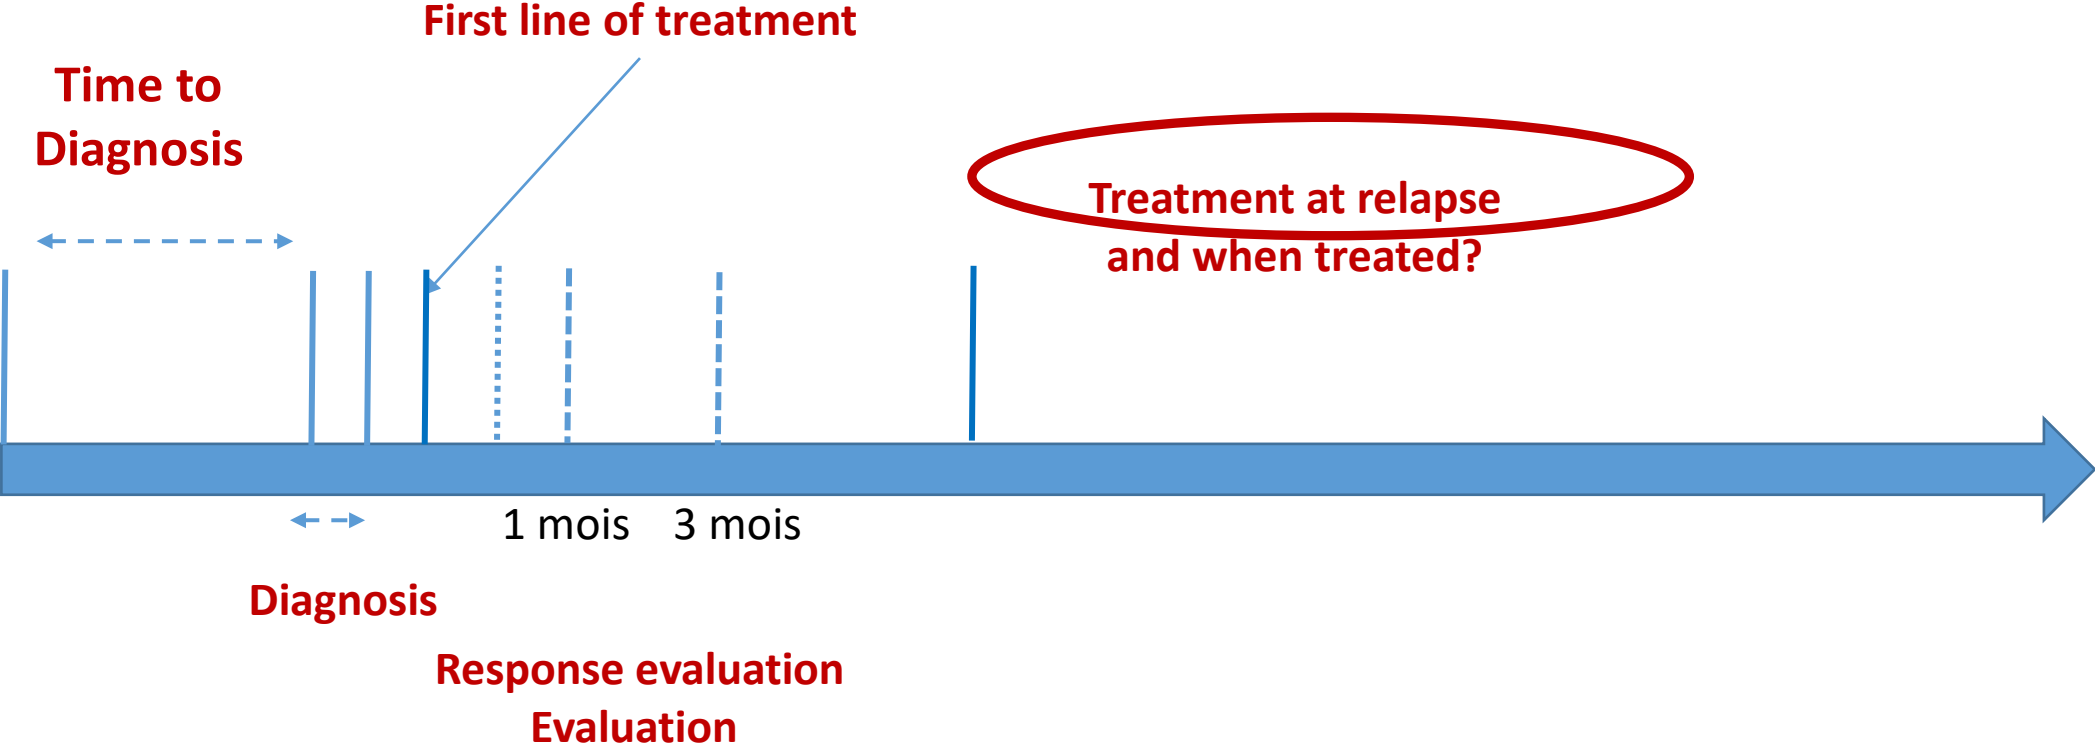 First line of treatment
Time to
Diagnosis
Treatment at relapse
and when treated?
1 mois
3 mois
Diagnosis
Response evaluation
Evaluation